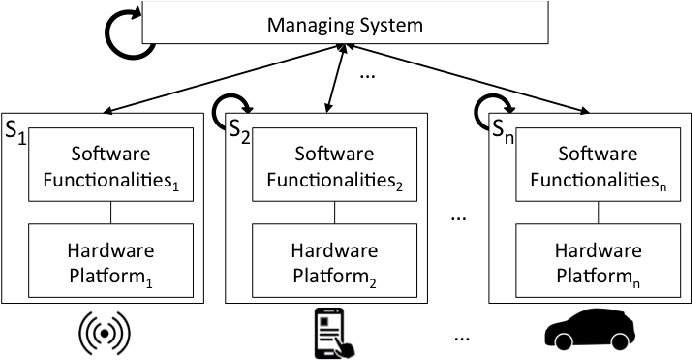 Managing System
...
S1
Software
Functionalities1
Hardware
Platform1
S2
Software
Functionalities2
Hardware
Platform2
...
Sn
Software
Functionalitiesn
Hardware
Platformn
...